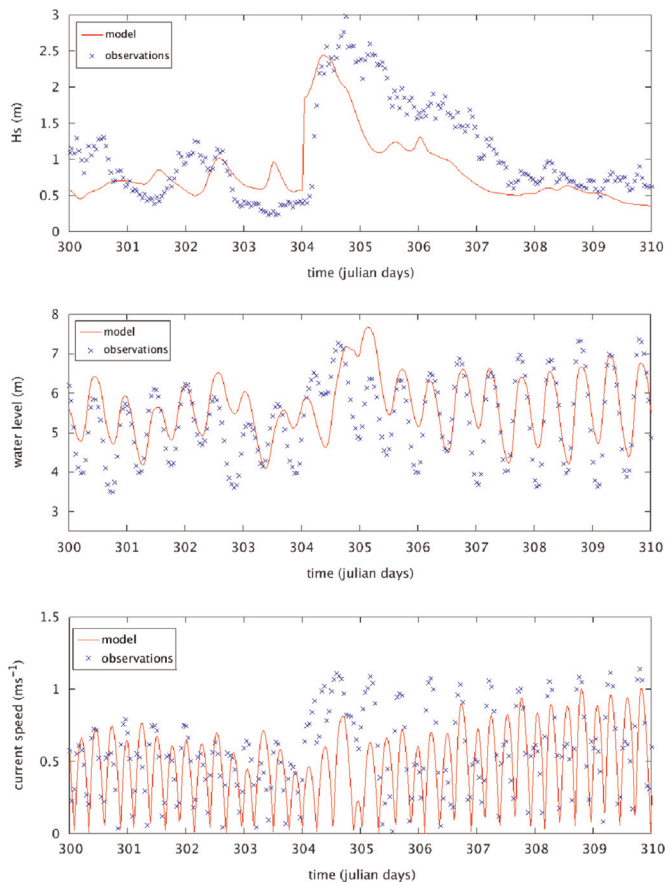 3
2.5
2
1.5
1
0.5
0
Hs (m)
model
observations
300 301 302 303 304 305 306 307 308 309 310
time (julian days)
8
7
6
5
4
3
water level (m)
model
observations
300 301 302 303 304 305 306 307 308 309 310
time (julian days)
1.5
1
0.5
0
current speed (ms⁻¹)
model
observations
300 301 302 303 304 305 306 307 308 309 310
time (julian days)